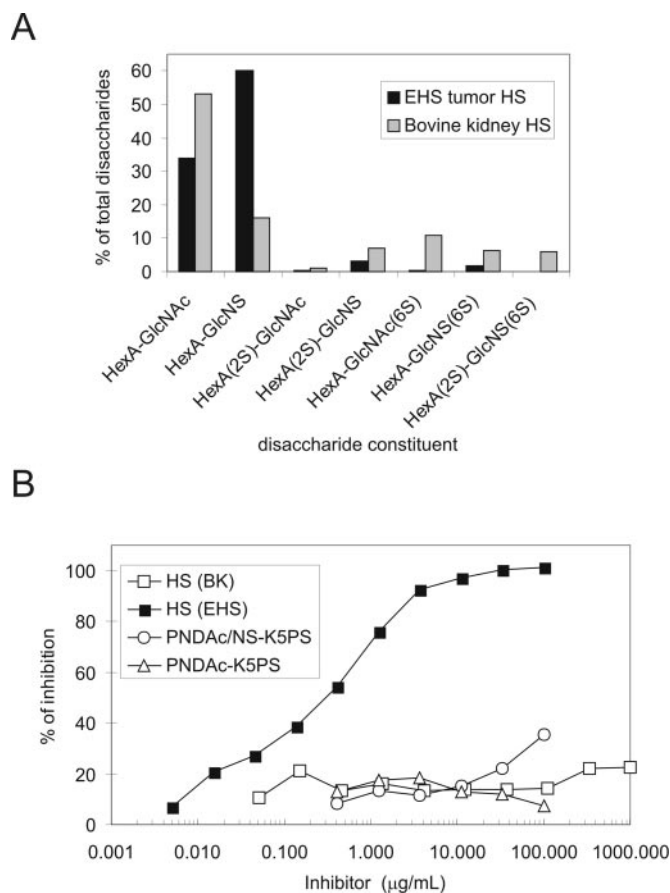 A
60
50
40
30
20
10
0
% of total disaccharides
EHS tumor HS
Bovine kidney HS
HexA-GlcNAc
HexA-GlcNS
HexA(2S)-GlcNAc
HexA(2S)-GlcNS
HexA-GlcNAc(6S)
HexA-GlcNS(6S)
HexA(2S)-GlcNS(6S)
disaccharide constituent
B
100
80
60
40
20
0
% of inhibition
HS (BK)
HS (EHS)
PNDAc/NS-K5PS
PNDAc-K5PS
0.001 0.010 0.100 1.000 10.000 100.000 1000.000
Inhibitor (μg/mL)